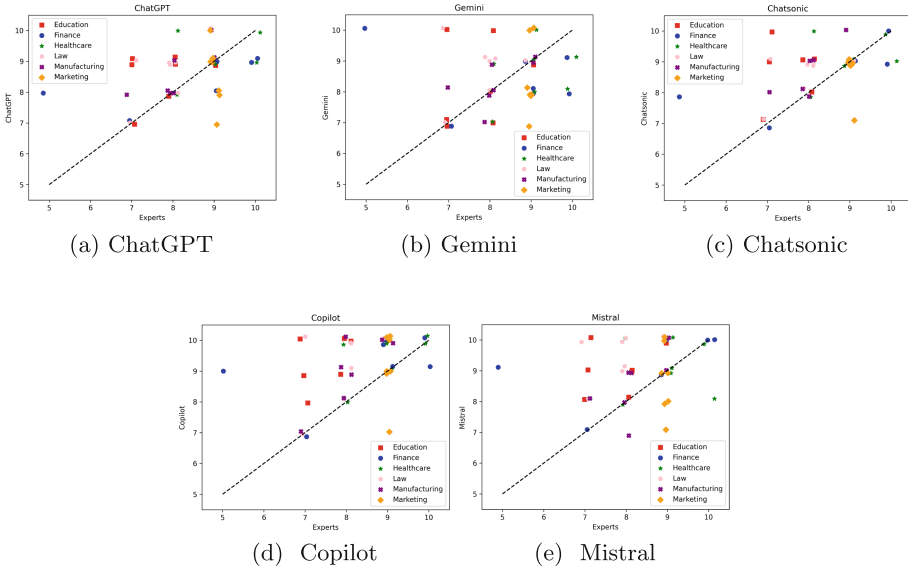 ChatGPT
Education
Finance
Healthcare
Law
Manufacturing
Marketing
ChatGPT
10
9
8
7
6
5
5 6 7 8 9 10
Experts
(a) ChatGPT
Gemini
Gemini
10
9
8
7
6
5
Education
Finance
Healthcare
Law
Manufacturing
Marketing
5 6 7 8 9 10
Experts
(b) Gemini
Chatsonic
Education
Finance
Healthcare
Law
Manufacturing
Marketing
Chatsonic
10
9
8
7
6
5
5 6 7 8 9 10
Experts
(c) Chatsonic
Copilot
Copilot
10
9
8
7
6
5
Education
Finance
Healthcare
Law
Manufacturing
Marketing
5 6 7 8 9 10
Experts
(d) Copilot
Mistral
Mistral
10
9
8
7
6
5
Education
Finance
Healthcare
Law
Manufacturing
Marketing
5 6 7 8 9 10
Experts
(e) Mistral